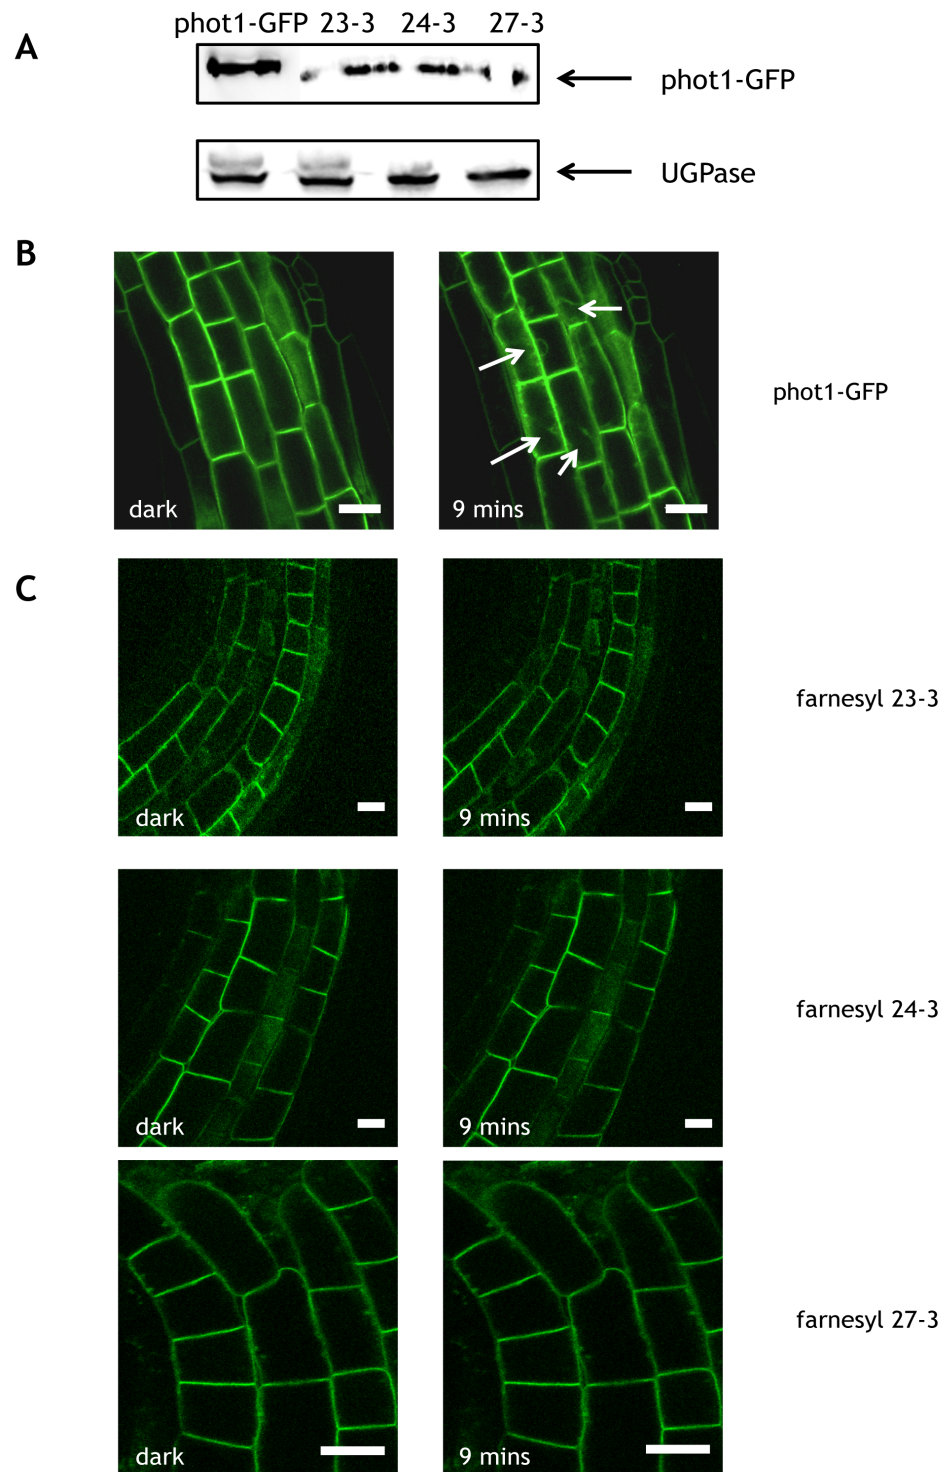 A
phot1-GFP 23-3 24-3 27-3
phot1-GFP
UGPase
B
dark
9 mins
phot1-GFP
C
dark
9 mins
farnesyl 23-3
dark
9 mins
farnesyl 24-3
dark
9 mins
farnesyl 27-3